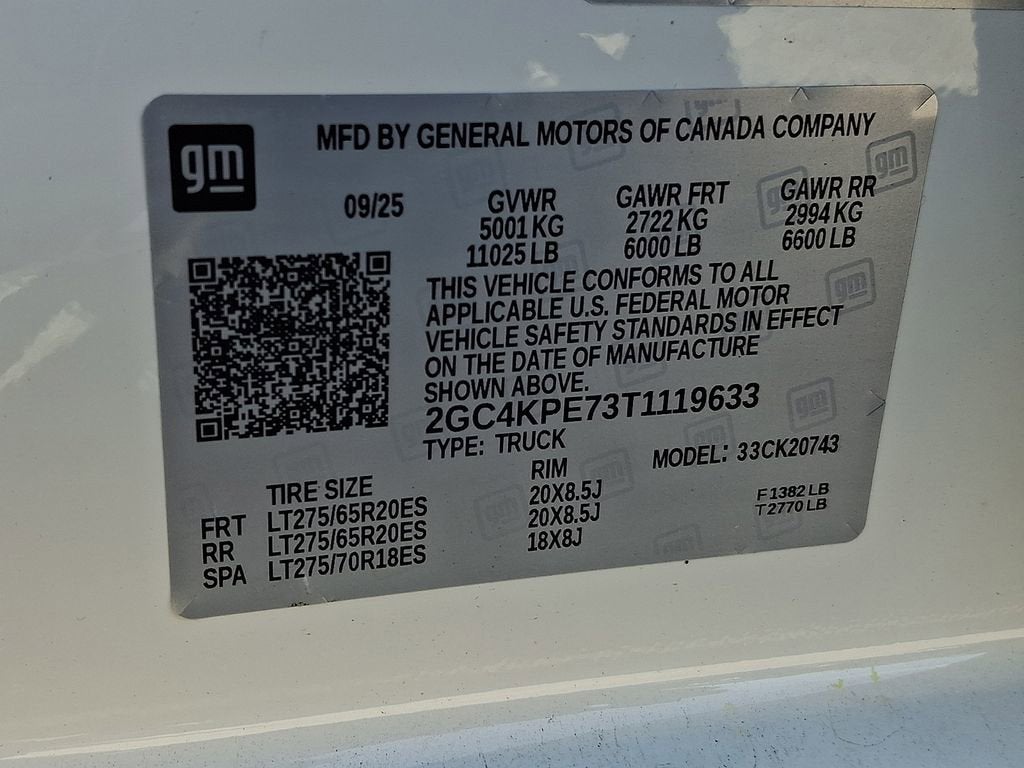 gm
MFD BY GENERAL MOTORS OF CANADA COMPANY
09/25
GVWR GAWR FRT GAWR RR
5001 KG 2722 KG 2994 KG
11025 LB 6000 LB 6600 LB
THIS VEHICLE CONFORMS TO ALL
APPLICABLE U.S. FEDERAL MOTOR
VEHICLE SAFETY STANDARDS IN EFFECT
ON THE DATE OF MANUFACTURE
SHOWN ABOVE.
2GC4KPE73T1119633
TYPE: TRUCK MODEL: 33CK20743
TIRE SIZE RIM
FRT LT275/65R20ES 20X8.5J F 1382 LB
RR LT275/65R20ES 20X8.5J T 2770 LB
SPA LT275/70R18ES 18X8J